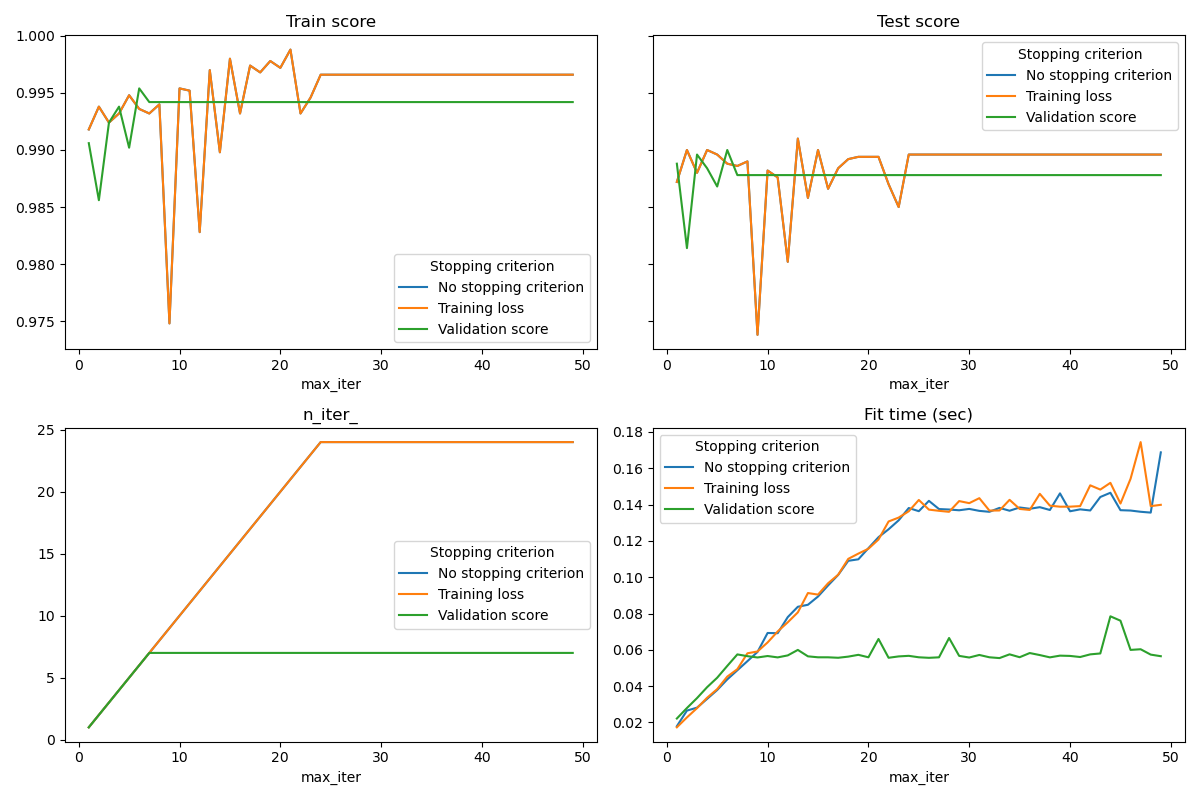 Train score
1.000
0.995
0.990
0.985
0.980
0.975
Stopping criterion
No stopping criterion
Training loss
Validation score
0
10
20
30
40
50
max_iter
Test score
Stopping criterion
No stopping criterion
Training loss
Validation score
0
10
20
30
40
50
max_iter
n_iter_
25
20
15
10
5
0
Stopping criterion
No stopping criterion
Training loss
Validation score
0
10
20
30
40
50
max_iter
Fit time (sec)
0.18
0.16
0.14
0.12
0.10
0.08
0.06
0.04
0.02
Stopping criterion
No stopping criterion
Training loss
Validation score
0
10
20
30
40
50
max_iter